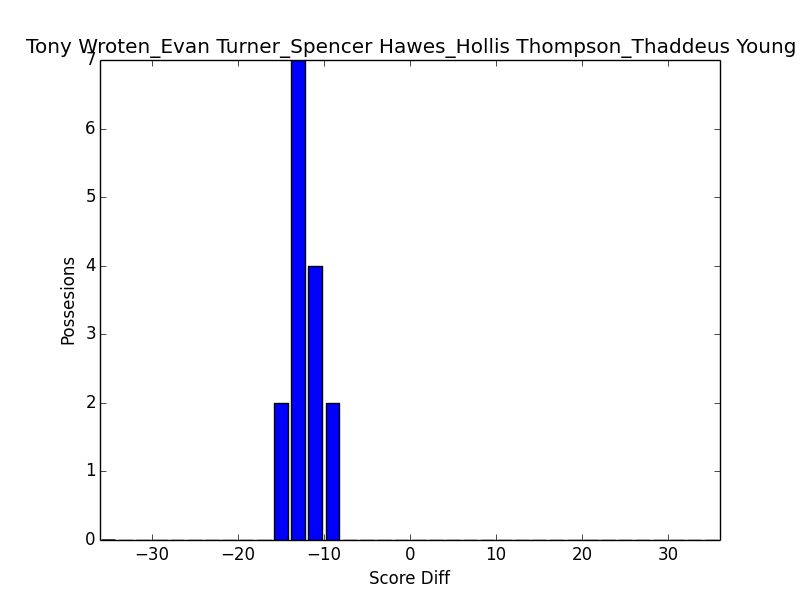 Tony Wroten_Evan Turner_Spencer Hawes_Hollis Thompson_Thaddeus Young
7
6
5
4
3
2
1
0
Possesions
−30 −20 −10 0 10 20 30
Score Diff